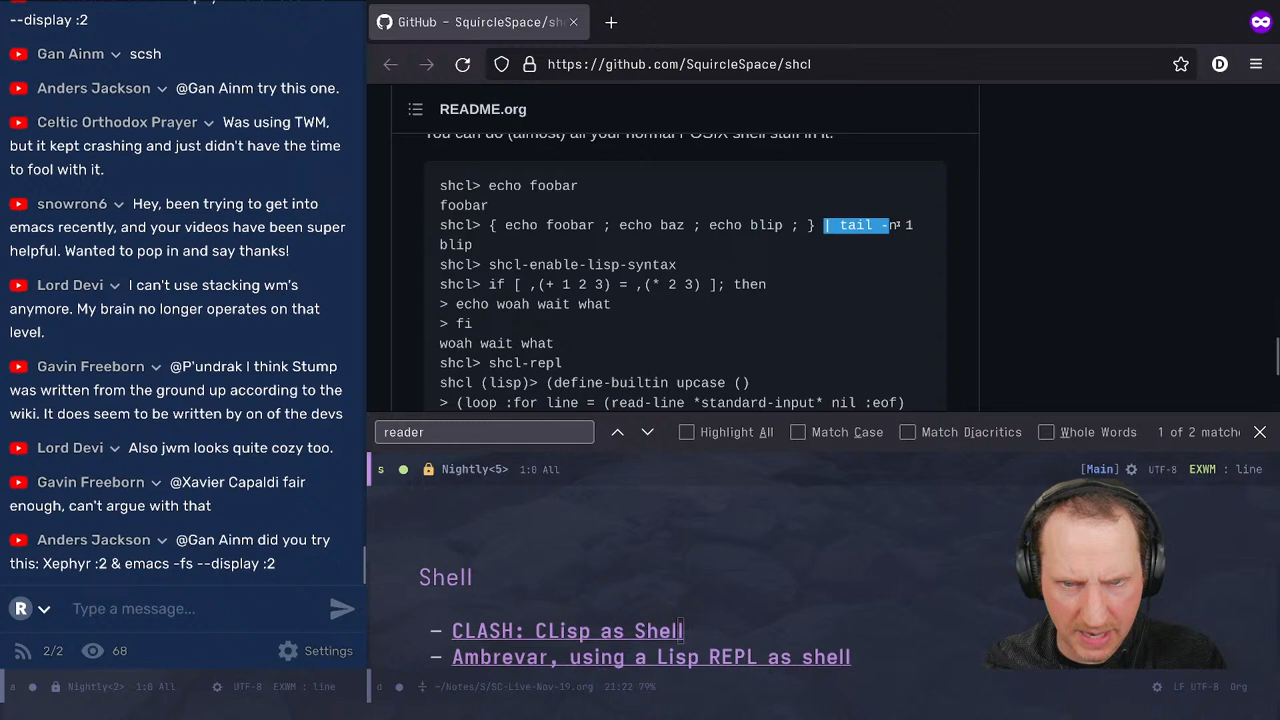 --display :2
Gan Ainm scsh
Anders Jackson @Gan Ainm try this one.
Celtic Orthodox Prayer Was using TWM,
but it kept crashing and just didn't have the time
to fool with it.
snowron6 Hey, been trying to get into
emacs recently, and your videos have been super
helpful. Wanted to pop in and say thanks!
Lord Devi I can't use stacking wm's
anymore. My brain no longer operates on that
level.
Gavin Freeborn @P'undrak I think Stump
was written from the ground up according to the
wiki. It does seem to be written by on of the devs
Lord Devi Also jwm looks quite cozy too.
Gavin Freeborn @Xavier Capaldi fair
enough, can't argue with that
Anders Jackson @Gan Ainm did you try
this: Xephyr :2 & emacs -fs --display :2
R Type a message...
2/2 68 Settings
s Nightly<2> 1:0 All UTF-8 EXWM : line
GitHub – SquircleSpace/sh
https://github.com/SquircleSpace/shcl
D
README.org
You can do (almost) all your normal POSIX shell stuff in it.
shcl> echo foobar
foobar
shcl> { echo foobar ; echo baz ; echo blip ; } | tail -n 1
blip
shcl> shcl-enable-lisp-syntax
shcl> if [ ,(+ 1 2 3) = ,(* 2 3) ]; then
> echo woah wait what
> fi
woah wait what
shcl> shcl-repl
shcl (lisp)> (define-builtin upcase ()
> (loop :for line = (read-line *standard-input* nil :eof)
reader Highlight All Match Case Match Diacritics Whole Words 1 of 2 matche
s Nightly<5> 1:0 All [Main] UTF-8 EXWM : line
Shell
– CLASH: CLisp as Shell
– Ambrevar, using a Lisp REPL as shell
~/Notes/S/SC-Live-Nov-19.org 21:22 79% LF UTF-8 Org